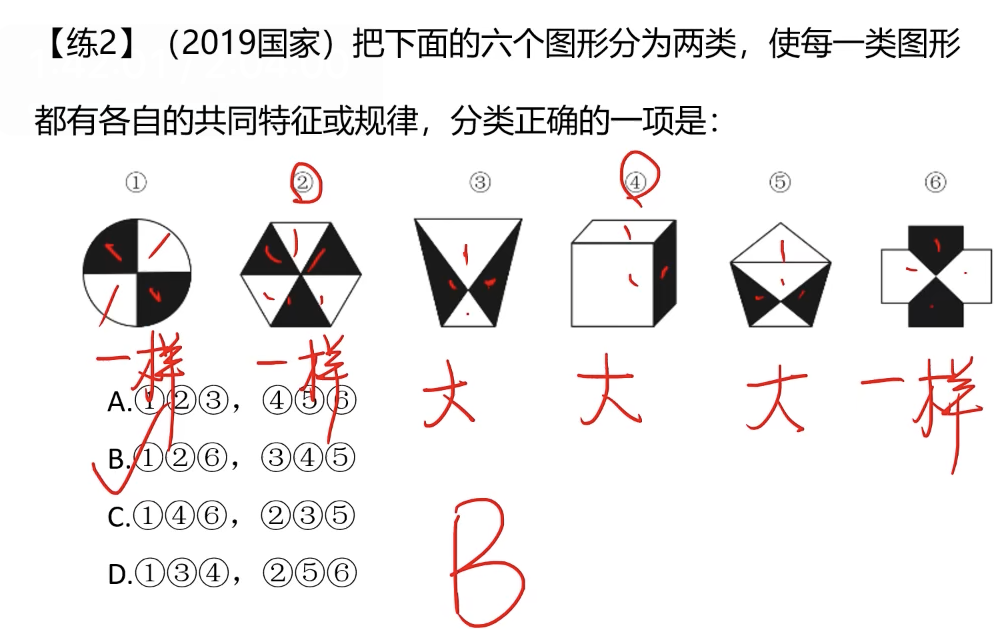 【练2】（2019国家）把下面的六个图形分为两类，使每一类图形
都有各自的共同特征或规律，分类正确的一项是：
① ② ③ ④ ⑤ ⑥
一样 一样 大 大 大 一样
A.①②③，④⑤⑥
B.①②⑥，③④⑤
C.①④⑥，②③⑤
D.①③④，②⑤⑥
B